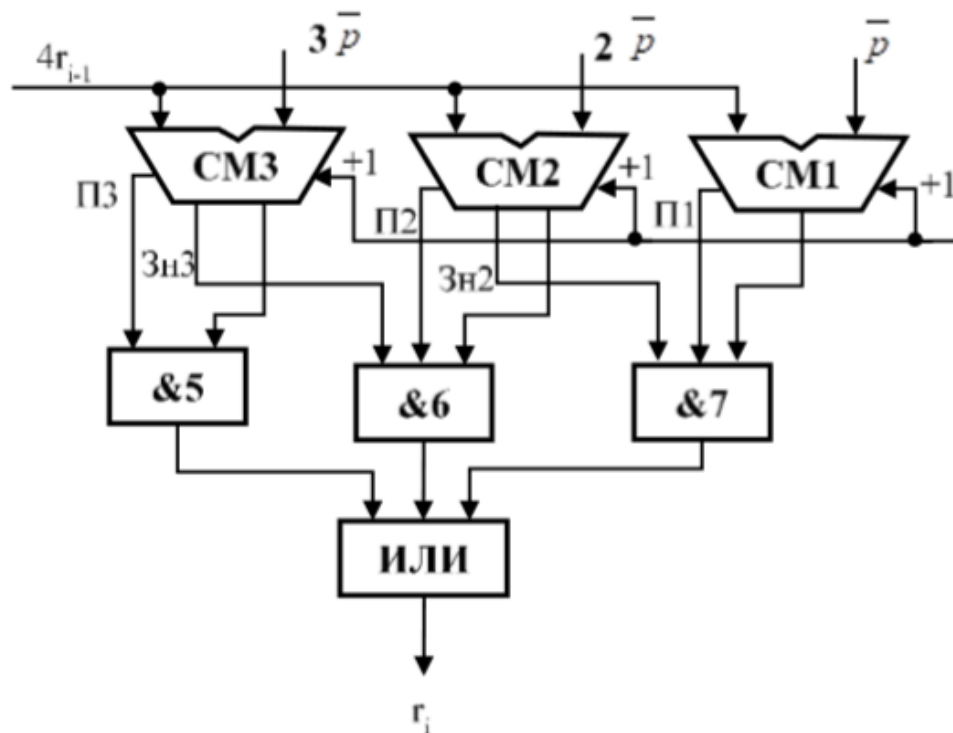 4r_{i-1}
3 p̅
2 p̅
p̅
СМ3
+1
СМ2
+1
СМ1
+1
П3
П2
П1
Зн3
Зн2
&5
&6
&7
ИЛИ
r_i